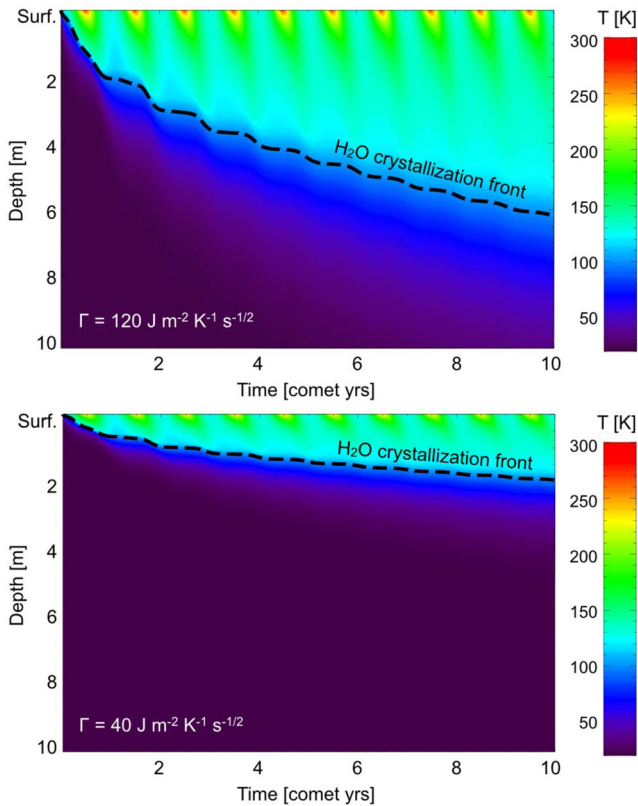 Surf.
2
4
6
8
10
Depth [m]
H₂O crystallization front
Γ = 120 J m⁻² K⁻¹ s⁻¹/²
2 4 6 8 10
Time [comet yrs]
T [K]
300
250
200
150
100
50
Surf.
2
4
6
8
10
Depth [m]
H₂O crystallization front
Γ = 40 J m⁻² K⁻¹ s⁻¹/²
2 4 6 8 10
Time [comet yrs]
T [K]
300
250
200
150
100
50